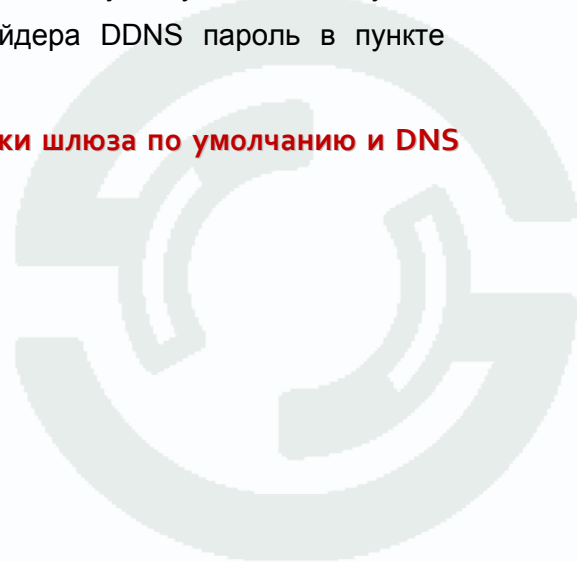 йдера DDNS пароль в пункте
ки шлюза по умолчанию и DNS